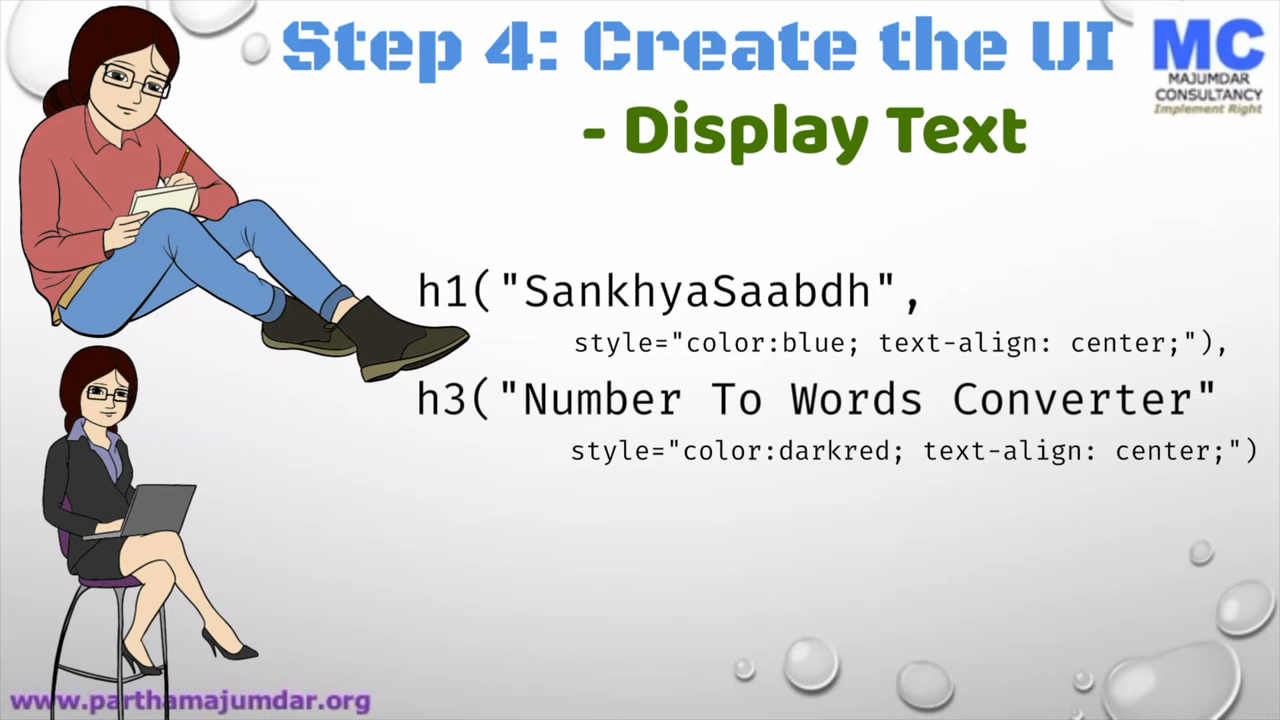 Step 4: Create the UI
- Display Text
MC
MAJUMDAR
CONSULTANCY
Implement Right
h1("SankhyaSaabdh",
style="color:blue; text-align: center;"),
h3("Number To Words Converter"
style="color:darkred; text-align: center;")
www.parthamajumdar.org